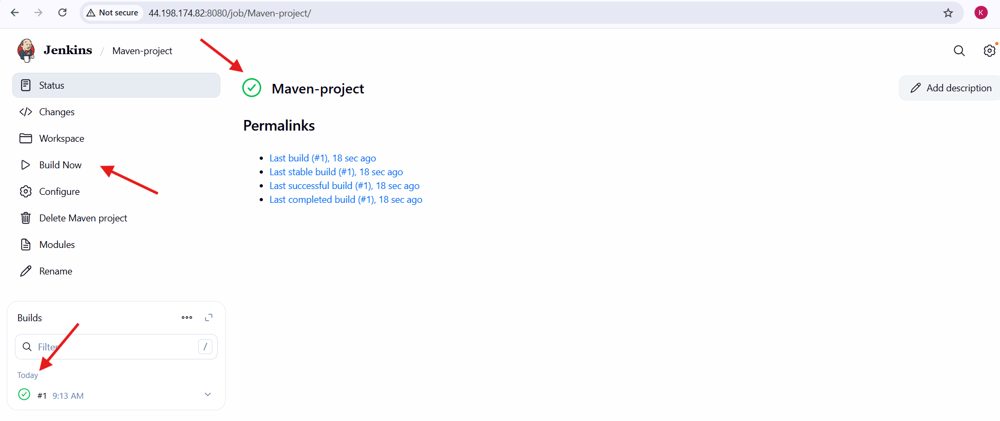 Not secure 44.198.174.82:8080/job/Maven-project/
K
Jenkins / Maven-project
Status
Changes
Workspace
Build Now
Configure
Delete Maven project
Modules
Rename
Builds
Filter /
Today
#1 9:13 AM
Maven-project
Add description
Permalinks
Last build (#1), 18 sec ago
Last stable build (#1), 18 sec ago
Last successful build (#1), 18 sec ago
Last completed build (#1), 18 sec ago